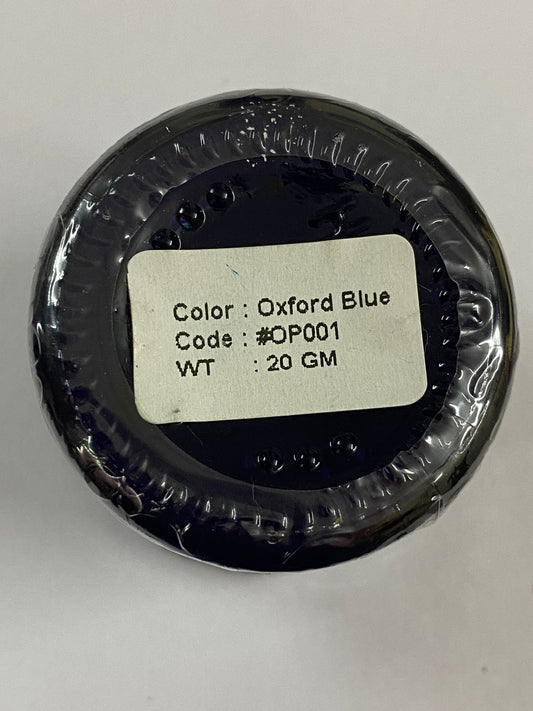 Color : Oxford Blue
Code : #OP001
WT : 20 GM